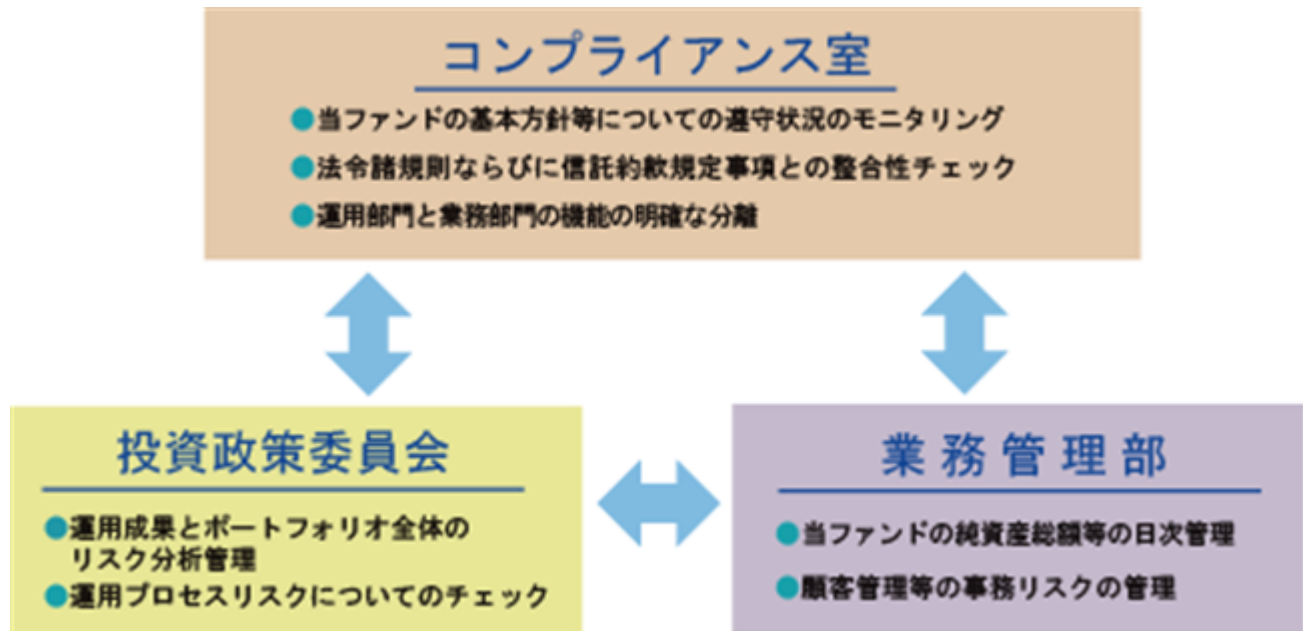 コンプライアンス室
●当ファンドの基本方針等についての遵守状況のモニタリング
●法令諸規則ならびに信託約款規定事項との整合性チェック
●運用部門と業務部門の機能の明確な分離
投資政策委員会
●運用成果とポートフォリオ全体の
リスク分析管理
●運用プロセスリスクについてのチェック
業務管理部
●当ファンドの純資産総額等の日次管理
●顧客管理等の事務リスクの管理